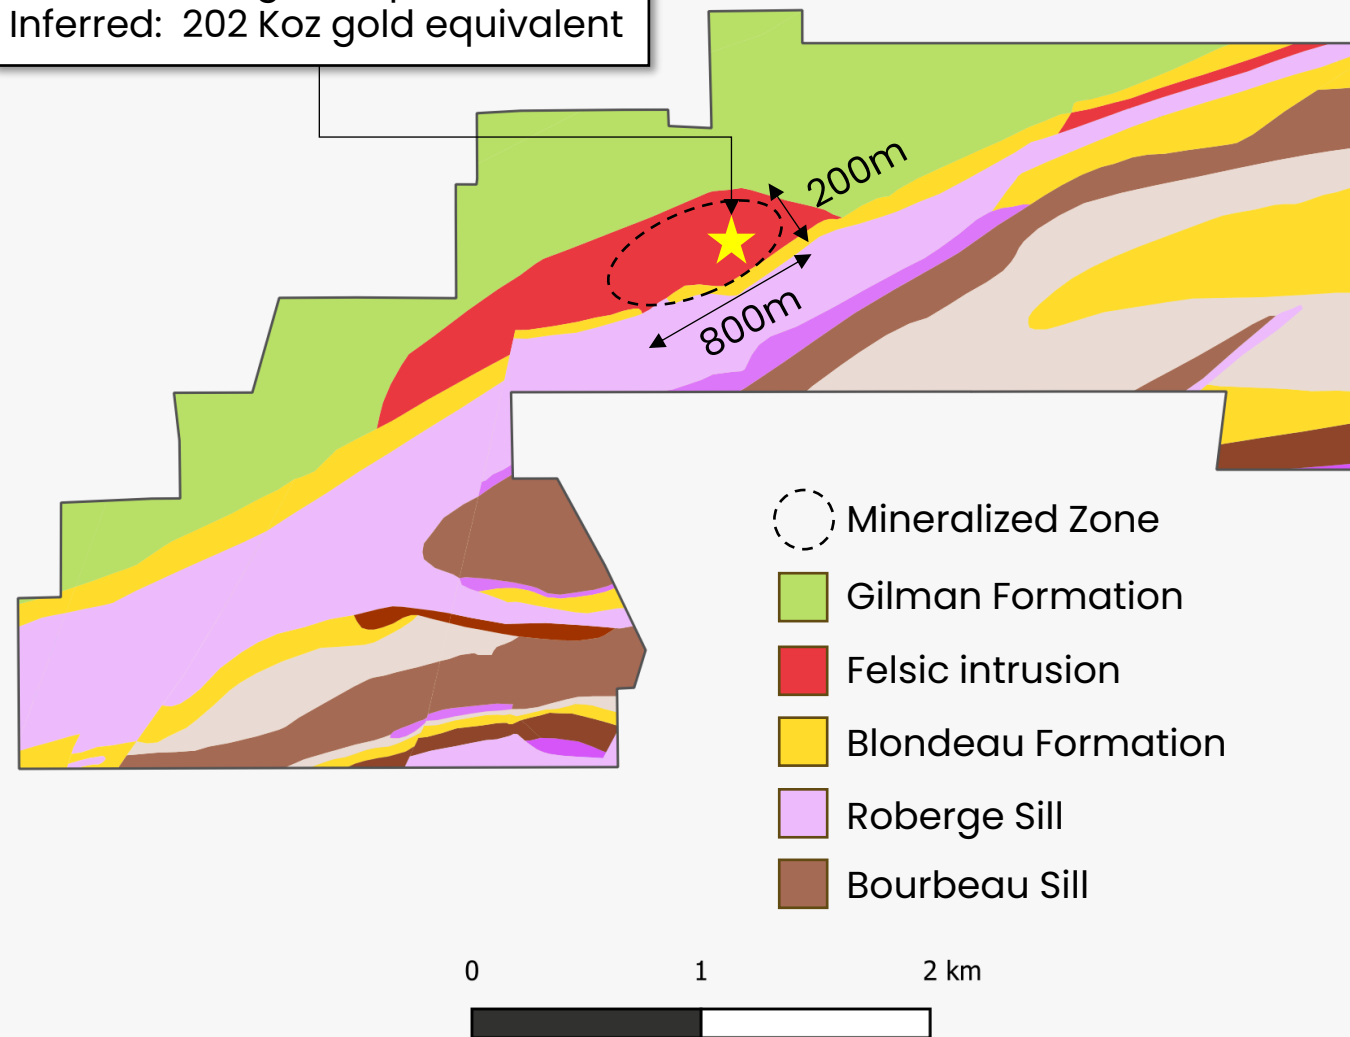 Inferred: 202 Koz gold equivalent
200m
800m
Mineralized Zone
Gilman Formation
Felsic intrusion
Blondeau Formation
Roberge Sill
Bourbeau Sill
0 1 2 km